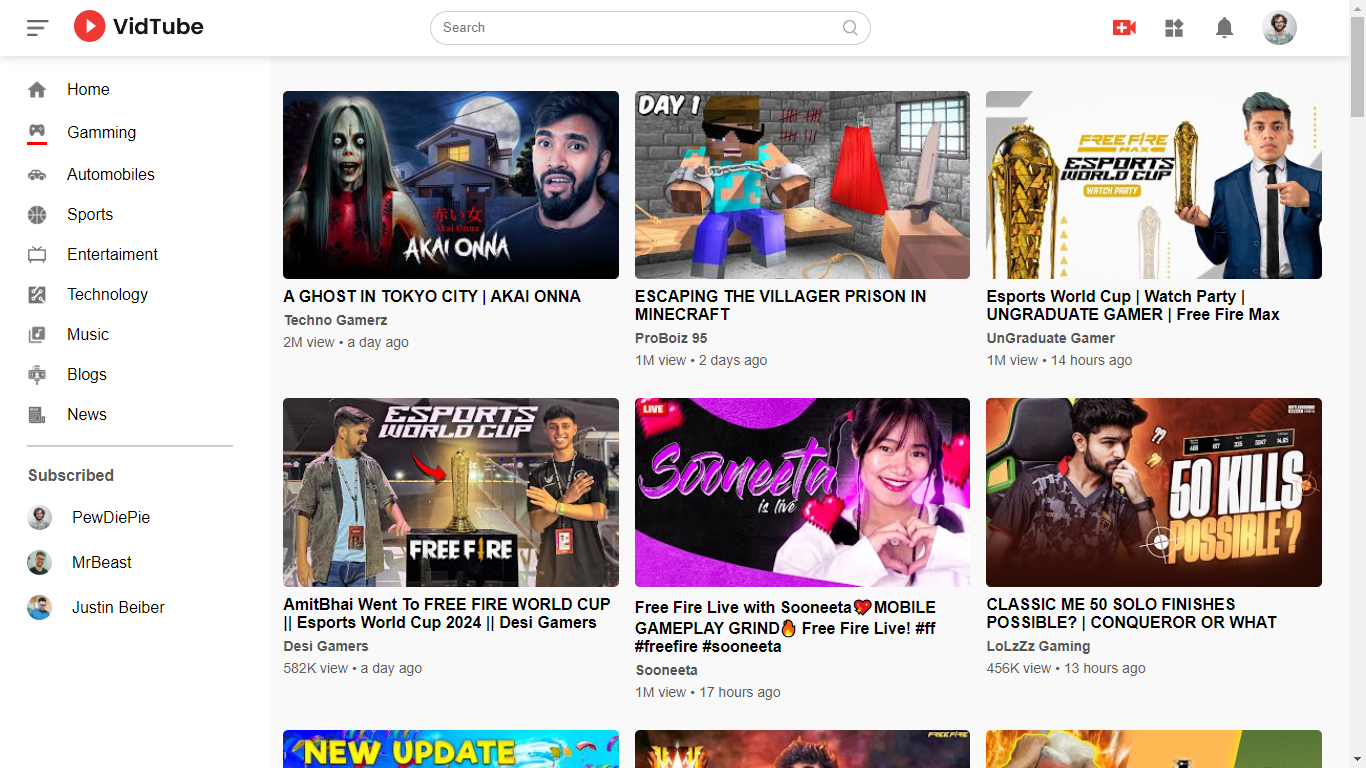 VidTube
Search
Home
Gamming
Automobiles
Sports
Entertaiment
Technology
Music
Blogs
News
Subscribed
PewDiePie
MrBeast
Justin Beiber
赤い女
Akai Onna
AKAI ONNA
A GHOST IN TOKYO CITY | AKAI ONNA
Techno Gamerz
2M view • a day ago
DAY 1
ESCAPING THE VILLAGER PRISON IN
MINECRAFT
ProBoiz 95
1M view • 2 days ago
FREE FIRE
MAX
ESPORTS
WORLD CUP
WATCH PARTY
Esports World Cup | Watch Party |
UNGRADUATE GAMER | Free Fire Max
UnGraduate Gamer
1M view • 14 hours ago
ESPORTS
WORLD CUP
FREE FIRE
AmitBhai Went To FREE FIRE WORLD CUP
|| Esports World Cup 2024 || Desi Gamers
Desi Gamers
582K view • a day ago
LIVE
Sooneeta
is live
Free Fire Live with Sooneeta💖MOBILE
GAMEPLAY GRIND🔥 Free Fire Live! #ff
#freefire #sooneeta
Sooneeta
1M view • 17 hours ago
50 KILLS
POSSIBLE ?
CLASSIC ME 50 SOLO FINISHES
POSSIBLE? | CONQUEROR OR WHAT
LoLzZz Gaming
456K view • 13 hours ago
NEW UPDATE
FREE FIRE